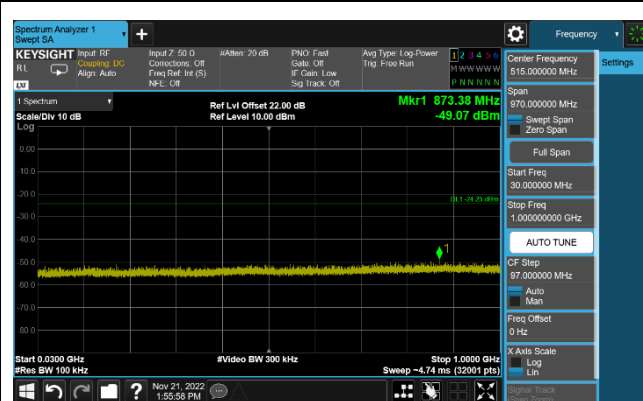 Spectrum Analyzer 1
Swept SA
Frequency
KEYSIGHT
RL
LXI
Input: RF
Coupling: DC
Align: Auto
Input Z: 50 Ω
Corrections: Off
Freq Ref: Int (S)
NFE: Off
#Atten: 20 dB
PNO: Fast
Gate: Off
IF Gain: Low
Sig Track: Off
Avg Type: Log-Power
Trig: Free Run
1 2 3 4 5 6
M W W W W W
P N N N N N
1 Spectrum
Scale/Div 10 dB
Log
Ref Lvl Offset 22.00 dB
Ref Level 10.00 dBm
Mkr1 873.38 MHz
-49.07 dBm
0.00
-10.0
-20.0
-30.0
-40.0
-50.0
-60.0
-70.0
-80.0
DL1 -24.25 dBm
1
Start 0.0300 GHz
#Res BW 100 kHz
#Video BW 300 kHz
Stop 1.0000 GHz
Sweep ~4.74 ms (32001 pts)
Nov 21, 2022
1:55:58 PM
Center Frequency
515.000000 MHz
Span
970.000000 MHz
Swept Span
Zero Span
Full Span
Start Freq
30.000000 MHz
Stop Freq
1.000000000 GHz
AUTO TUNE
CF Step
97.000000 MHz
Auto
Man
Freq Offset
0 Hz
X Axis Scale
Log
Lin
Signal Track
(Span Zoom)
Settings